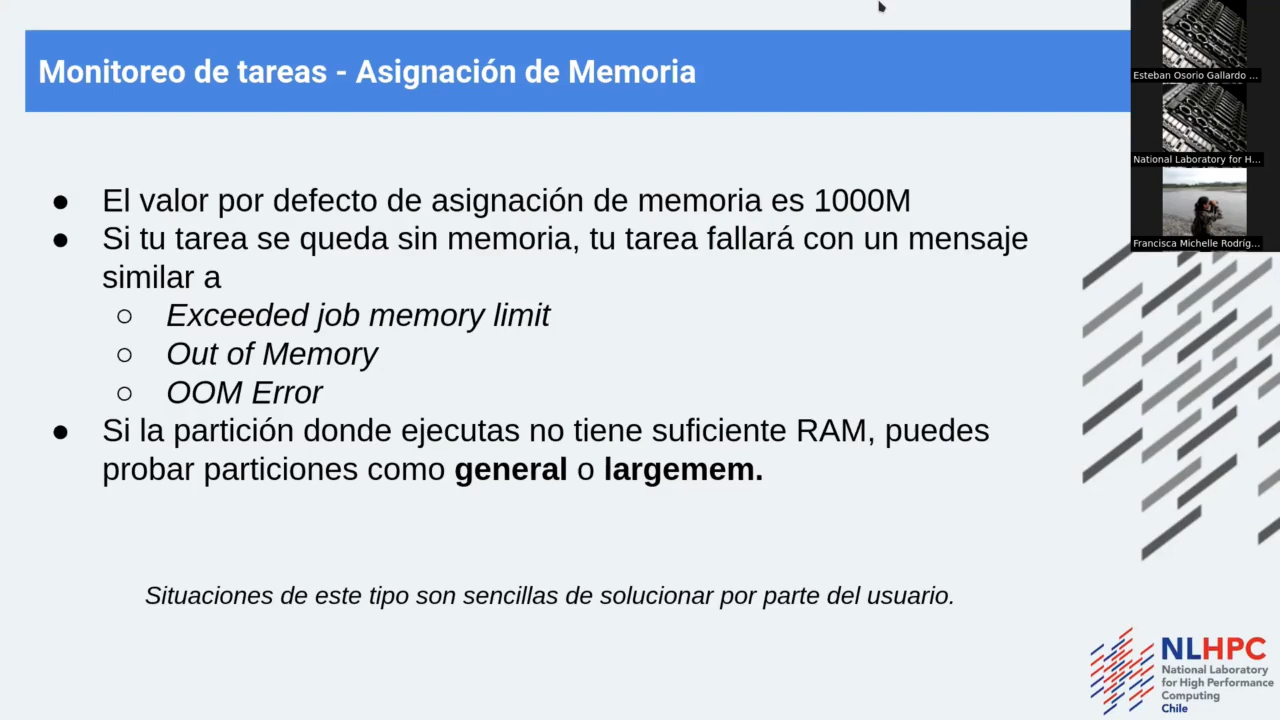 Monitoreo de tareas - Asignación de Memoria
● El valor por defecto de asignación de memoria es 1000M
● Si tu tarea se queda sin memoria, tu tarea fallará con un mensaje
similar a
○ Exceeded job memory limit
○ Out of Memory
○ OOM Error
● Si la partición donde ejecutas no tiene suficiente RAM, puedes
probar particiones como general o largemem.
Situaciones de este tipo son sencillas de solucionar por parte del usuario.
Esteban Osorio Gallardo ...
National Laboratory for H...
Francisca Michelle Rodríg...
NLHPC
National Laboratory
for High Performance
Computing
Chile